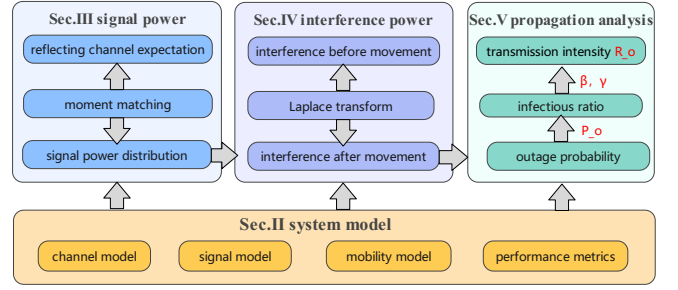 Sec.III signal power
reflecting channel expectation
moment matching
signal power distribution
Sec.IV interference power
interference before movement
Laplace transform
interference after movement
Sec.V propagation analysis
transmission intensity R_o
β, γ
infectious ratio
P_o
outage probability
Sec.II system model
channel model
signal model
mobility model
performance metrics